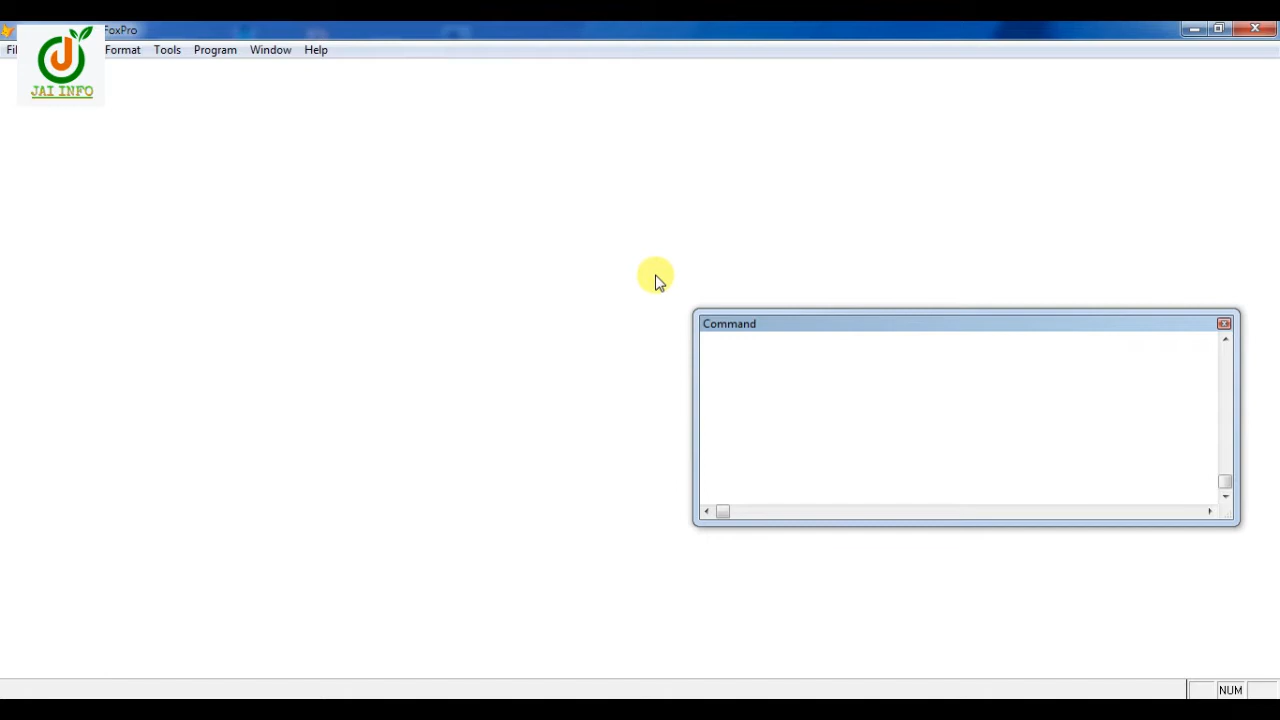 FoxPro
Fil Format Tools Program Window Help
J
JAI INFO
Command
NUM